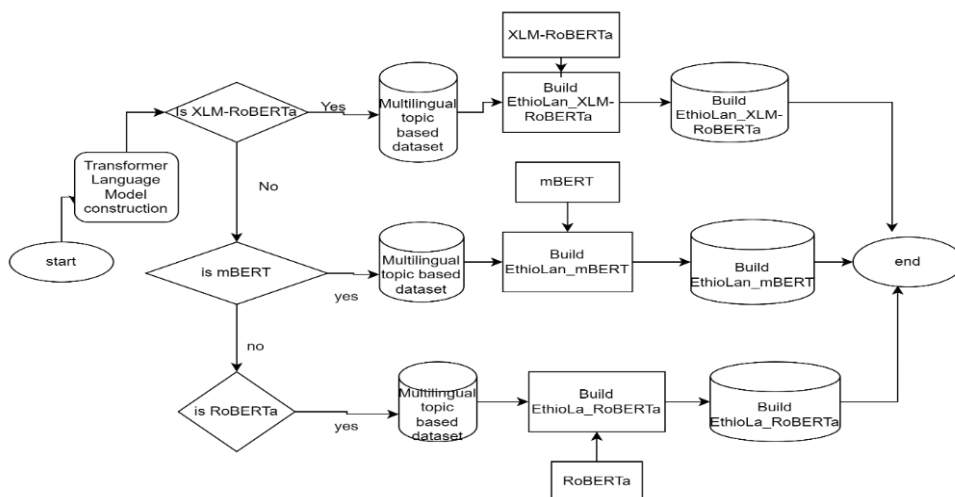 XLM-RoBERTa
Is XLM-RoBERTa
Yes
Multilingual
topic
based
dataset
Build
EthioLan_XLM-
RoBERTa
Build
EthioLan_XLM-
RoBERTa
Transformer
Language
Model
construction
No
mBERT
start
is mBERT
yes
Multilingual
topic based
dataset
Build
EthioLan_mBERT
Build
EthioLan_mBERT
end
no
is RoBERTa
yes
Multilingual
topic
based
dataset
Build
EthioLa_RoBERTa
Build
EthioLa_RoBERTa
RoBERTa